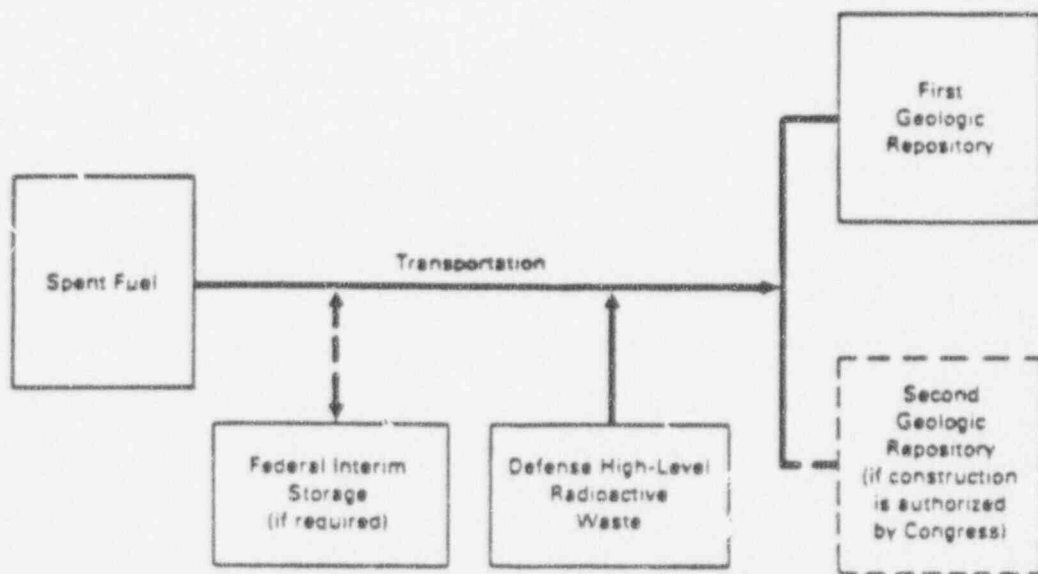 First
Geologic
Repository
Transportation
Spent Fuel
Second
Geologic
Repository
(if construction
is authorized
by Congress)
Federal Interim
Storage
(if required)
Defense High-Level
Radioactive
Waste